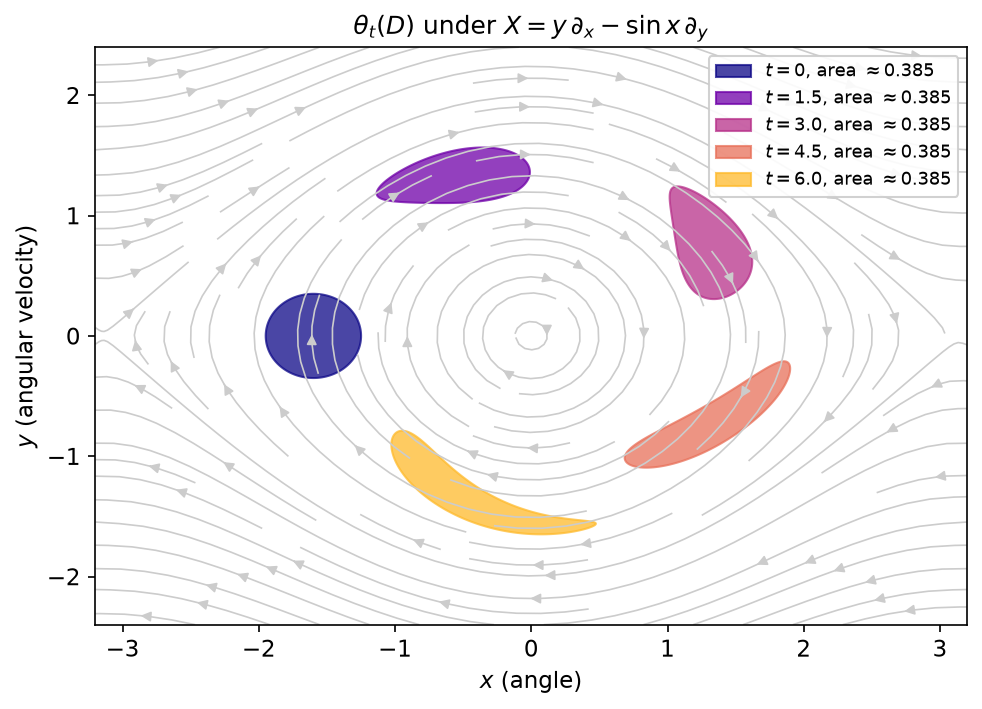 θ_t(D) under X = y ∂_x − sin x ∂_y
t = 0, area ≈0.385
t = 1.5, area ≈0.385
t = 3.0, area ≈0.385
t = 4.5, area ≈0.385
t = 6.0, area ≈0.385
y (angular velocity)
2
1
0
−1
−2
−3 −2 −1 0 1 2 3
x (angle)